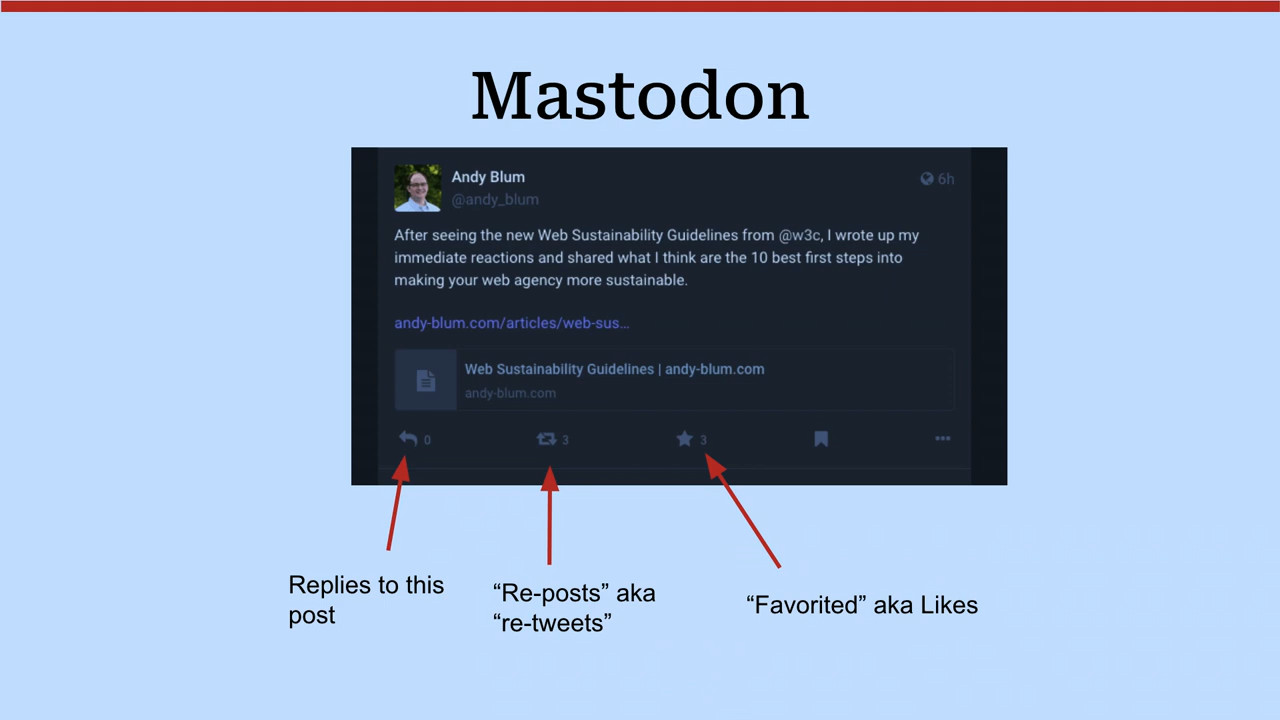 Mastodon
Andy Blum
6h
@andy_blum
After seeing the new Web Sustainability Guidelines from @w3c, I wrote up my
immediate reactions and shared what I think are the 10 best first steps into
making your web agency more sustainable.
andy-blum.com/articles/web-sus…
Web Sustainability Guidelines | andy-blum.com
andy-blum.com
0
3
3
Replies to this
post
“Re-posts” aka
“re-tweets”
“Favorited” aka Likes